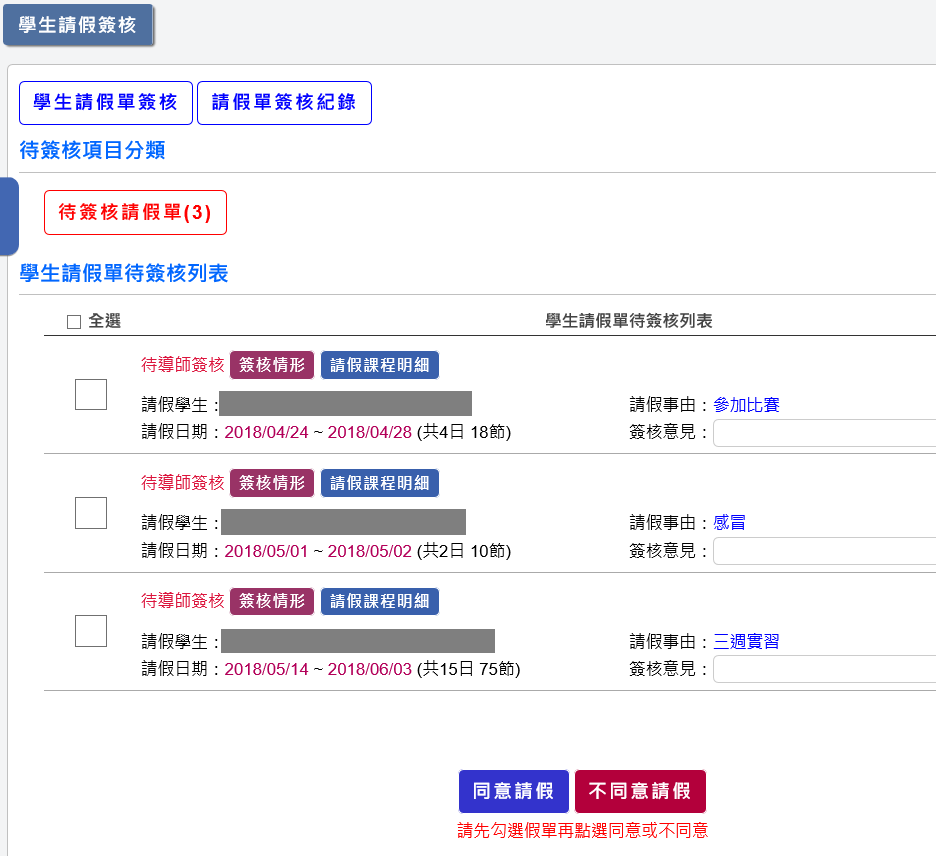 學生請假簽核
學生請假單簽核 請假單簽核紀錄
待簽核項目分類
待簽核請假單(3)
學生請假單待簽核列表
全選 學生請假單待簽核列表
待導師簽核 簽核情形 請假課程明細
請假學生： 請假事由：參加比賽
請假日期：2018/04/24 ~ 2018/04/28 (共4日 18節) 簽核意見：
待導師簽核 簽核情形 請假課程明細
請假學生： 請假事由：感冒
請假日期：2018/05/01 ~ 2018/05/02 (共2日 10節) 簽核意見：
待導師簽核 簽核情形 請假課程明細
請假學生： 請假事由：三週實習
請假日期：2018/05/14 ~ 2018/06/03 (共15日 75節) 簽核意見：
同意請假 不同意請假
請先勾選假單再點選同意或不同意